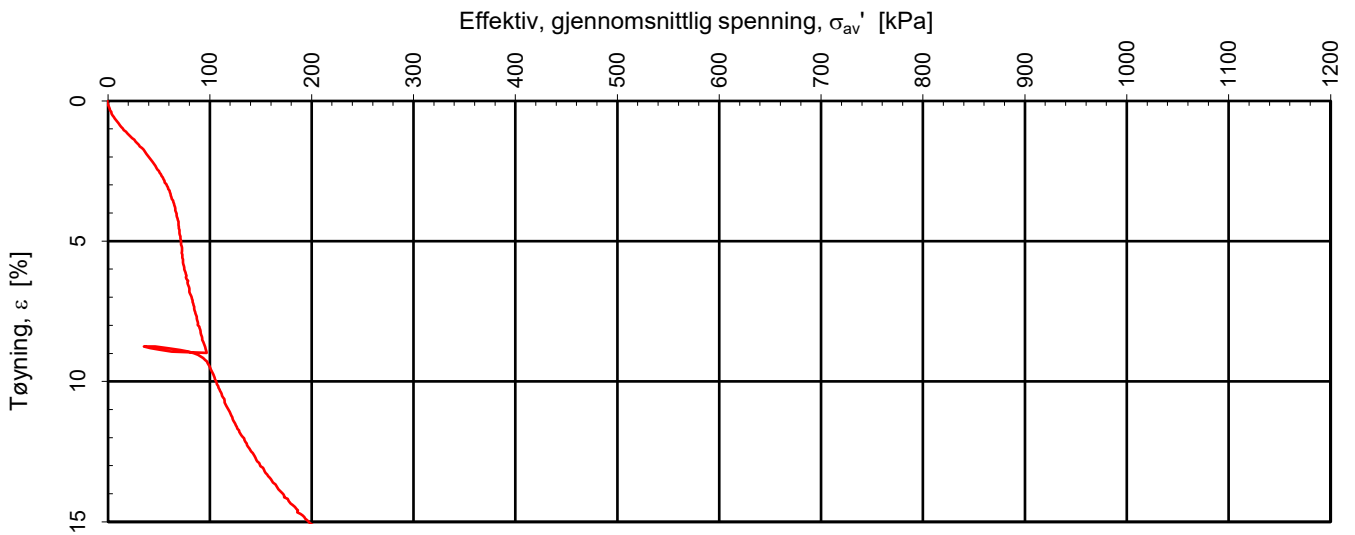 Effektiv, gjennomsnittlig spenning, σav' [kPa]
0 100 200 300 400 500 600 700 800 900 1000 1100 1200
Tøyning, ε [%]
0
5
10
15